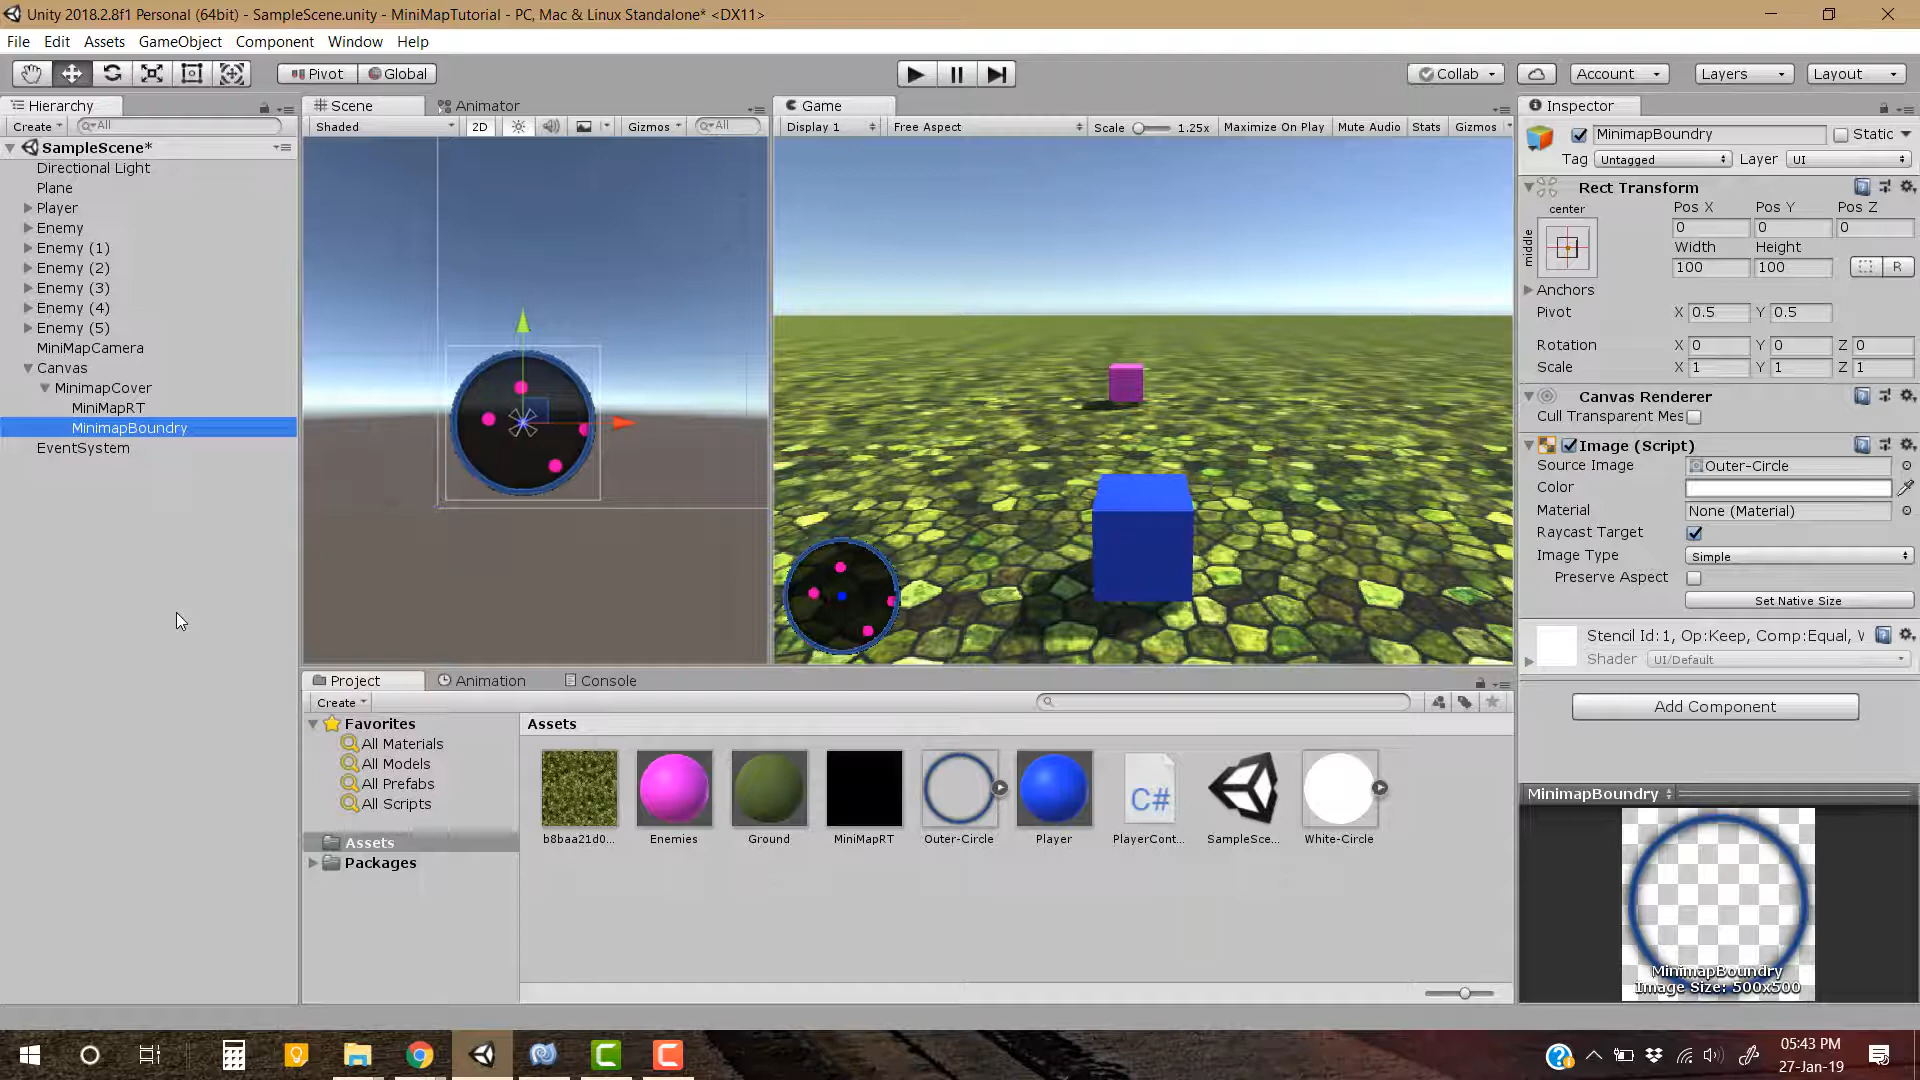 Unity 2018.2.8f1 Personal (64bit) - SampleScene.unity - MiniMapTutorial - PC, Mac & Linux Standalone* <DX11>
File Edit Assets GameObject Component Window Help
Pivot Global Collab Account Layers Layout
Hierarchy
Create All
SampleScene*
Directional Light
Plane
Player
Enemy
Enemy (1)
Enemy (2)
Enemy (3)
Enemy (4)
Enemy (5)
MiniMapCamera
Canvas
MinimapCover
MiniMapRT
MinimapBoundry
EventSystem
Scene Animator
Shaded 2D Gizmos All
Game
Display 1 Free Aspect Scale 1.25x Maximize On Play Mute Audio Stats Gizmos
Project Animation Console
Create
Favorites
All Materials
All Models
All Prefabs
All Scripts
Assets
Packages
Assets
C#
b8baa21d0... Enemies Ground MiniMapRT Outer-Circle Player PlayerCont... SampleSce... White-Circle
Inspector
MinimapBoundry Static
Tag Untagged Layer UI
Rect Transform
center Pos X Pos Y Pos Z
middle 0 0 0
Width Height
100 100 R
Anchors
Pivot X 0.5 Y 0.5
Rotation X 0 Y 0 Z 0
Scale X 1 Y 1 Z 1
Canvas Renderer
Cull Transparent Mes
Image (Script)
Source Image Outer-Circle
Color
Material None (Material)
Raycast Target
Image Type Simple
Preserve Aspect
Set Native Size
Stencil Id:1, Op:Keep, Comp:Equal,
Shader UI/Default
Add Component
MinimapBoundry
MinimapBoundry
Image Size: 500x500
05:43 PM
27-Jan-19